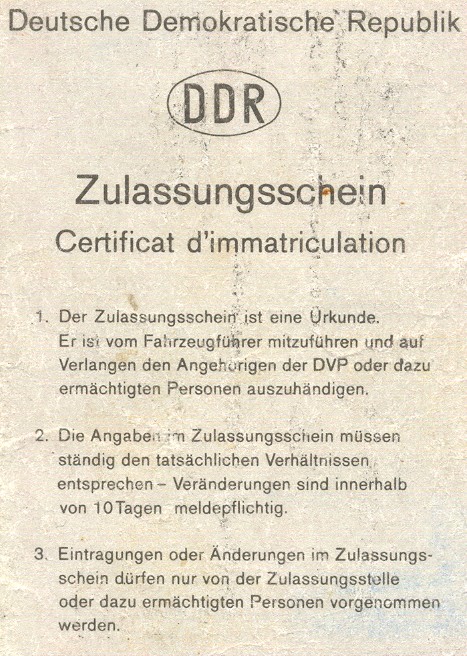 Deutsche Demokratische Republik
DDR
Zulassungsschein
Certificat d'immatriculation
1. Der Zulassungsschein ist eine Urkunde.
Er ist vom Fahrzeugführer mitzuführen und auf
Verlangen den Angehörigen der DVP oder dazu
ermächtigten Personen auszuhändigen.
2. Die Angaben im Zulassungsschein müssen
ständig den tatsächlichen Verhältnissen
entsprechen – Veränderungen sind innerhalb
von 10 Tagen meldepflichtig.
3. Eintragungen oder Änderungen im Zulassungs-
schein dürfen nur von der Zulassungsstelle
oder dazu ermächtigten Personen vorgenommen
werden.